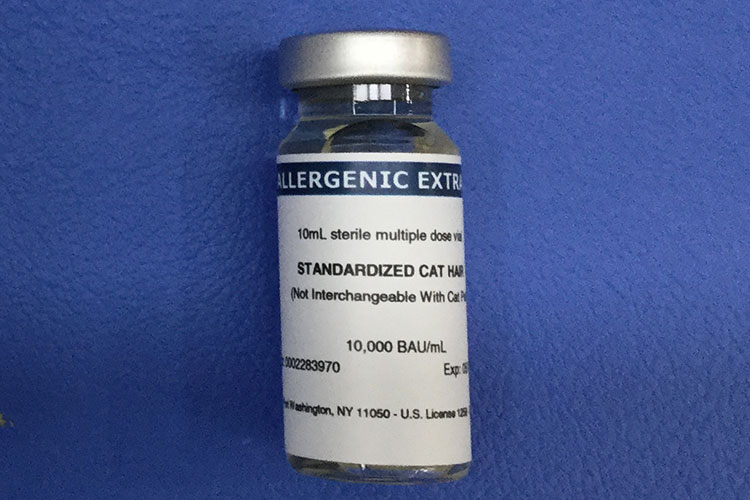 ALLERGENIC EXTRA
10mL sterile multiple dose vial
STANDARDIZED CAT HAIR
(Not Interchangeable With Cat
10,000 BAU/mL
0002283970 Exp:
Washington, NY 11050 - U.S. License